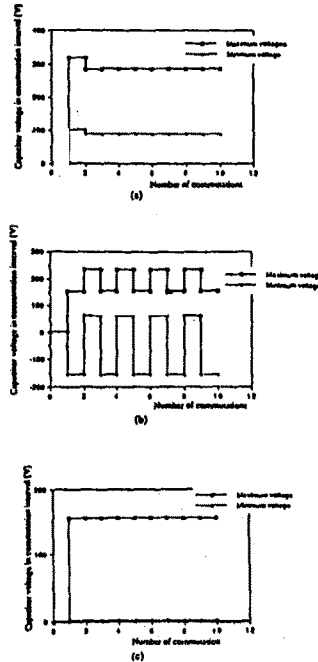 Capacitor voltage in commutation interval (V)
400
300
200
100
0
Maximum voltages
Minimum voltage
0 2 4 6 8 10 12
Number of commutations
(a)
Capacitor voltage in commutation interval (V)
300
200
100
0
-100
-200
Maximum voltage
Minimum voltage
0 2 4 6 8 10 12
Number of commutations
(b)
Capacitor voltage in commutation interval (V)
200
100
0
Maximum voltage
Minimum voltage
0 2 4 6 8 10 12
Number of commutation
(c)